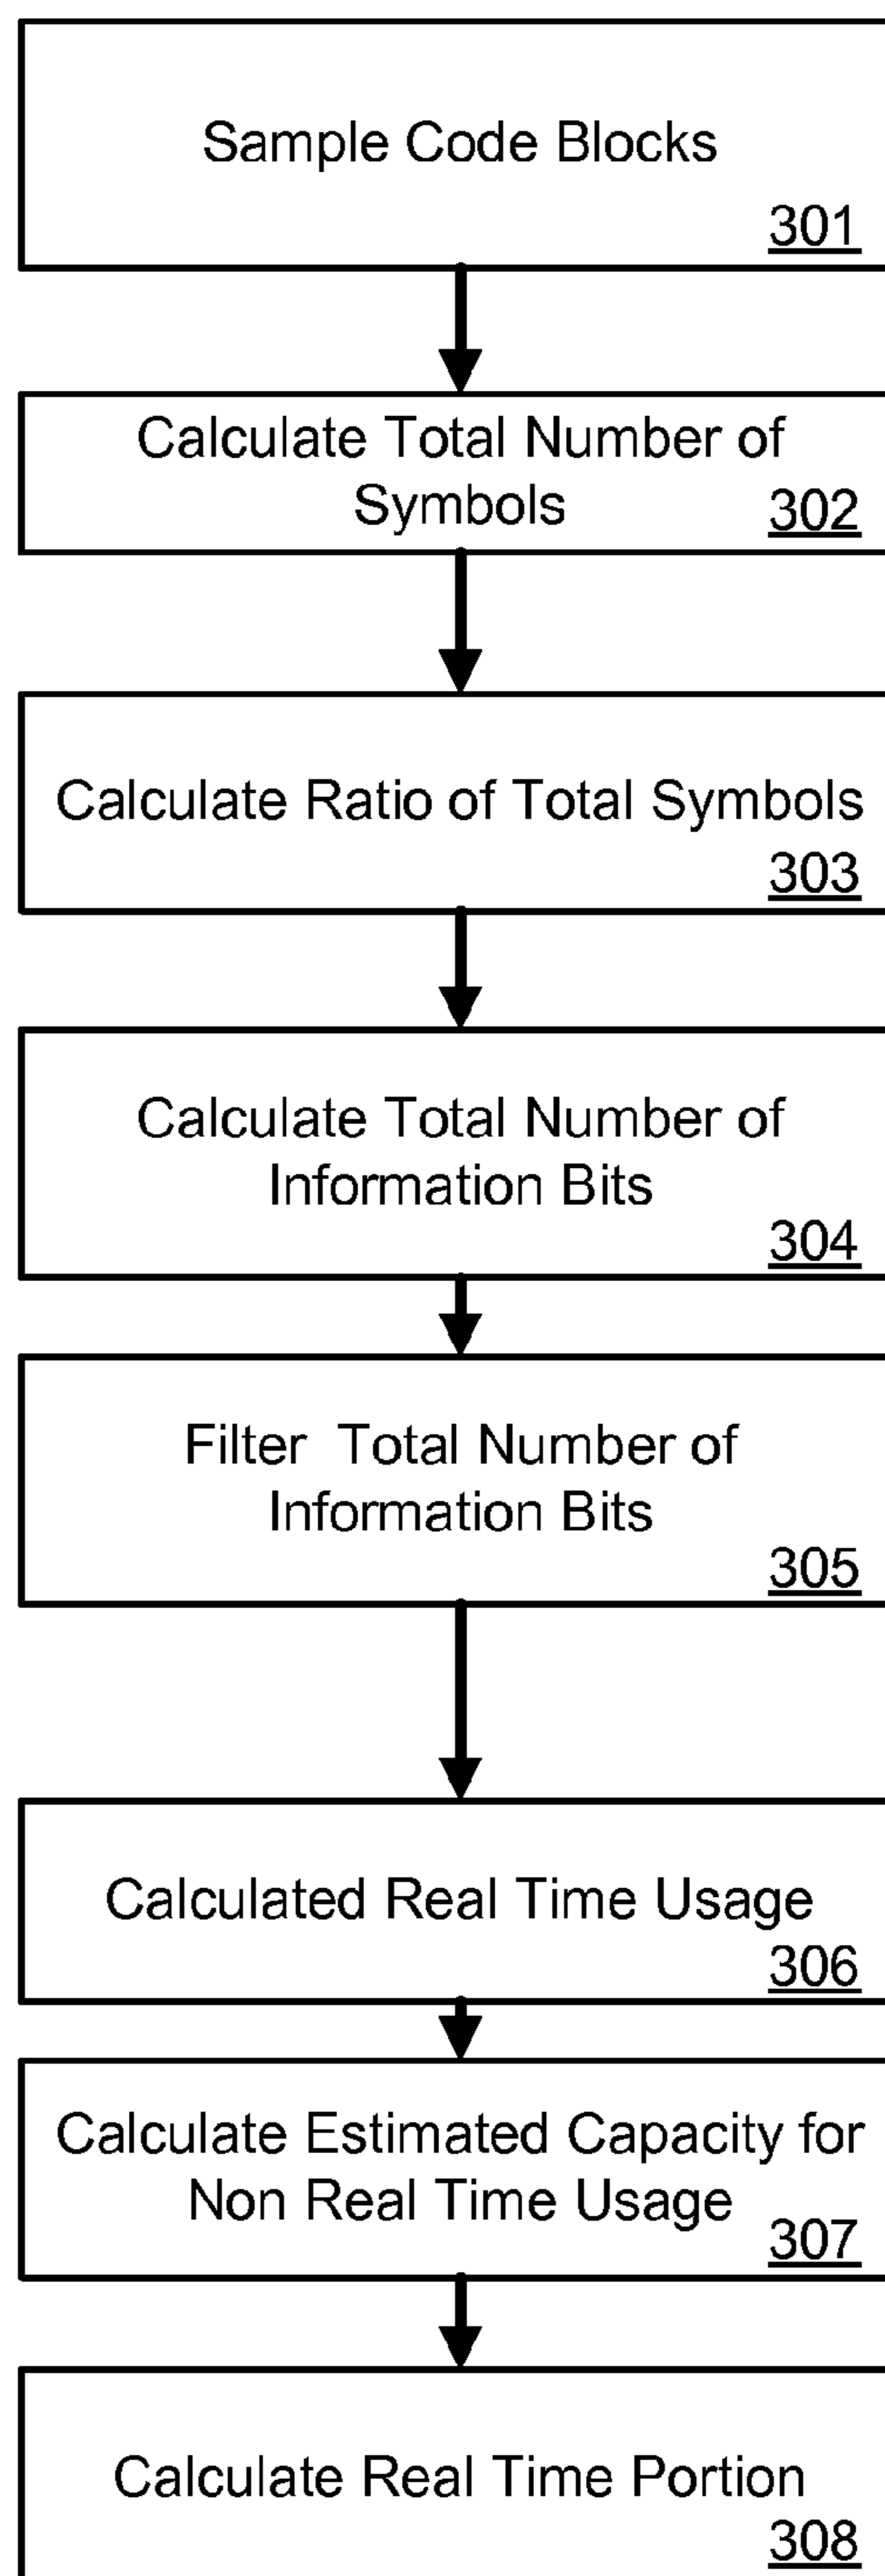 Sample Code Blocks
301
Calculate Total Number of
Symbols
302
Calculate Ratio of Total Symbols
303
Calculate Total Number of
Information Bits
304
Filter  Total Number of
Information Bits
305
Calculated Real Time Usage
306
Calculate Estimated Capacity for
Non Real Time Usage
307
Calculate Real Time Portion
308